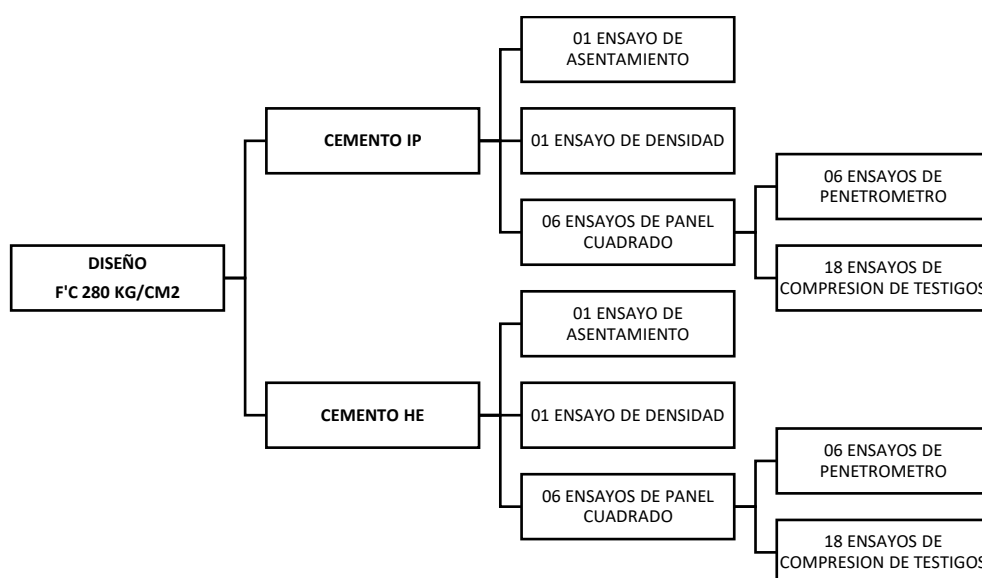 DISEÑO
F'C 280 KG/CM2
CEMENTO IP
01 ENSAYO DE
ASENTAMIENTO
01 ENSAYO DE DENSIDAD
06 ENSAYOS DE PANEL
CUADRADO
06 ENSAYOS DE
PENETROMETRO
18 ENSAYOS DE
COMPRESION DE TESTIGOS
CEMENTO HE
01 ENSAYO DE
ASENTAMIENTO
01 ENSAYO DE DENSIDAD
06 ENSAYOS DE PANEL
CUADRADO
06 ENSAYOS DE
PENETROMETRO
18 ENSAYOS DE
COMPRESION DE TESTIGOS